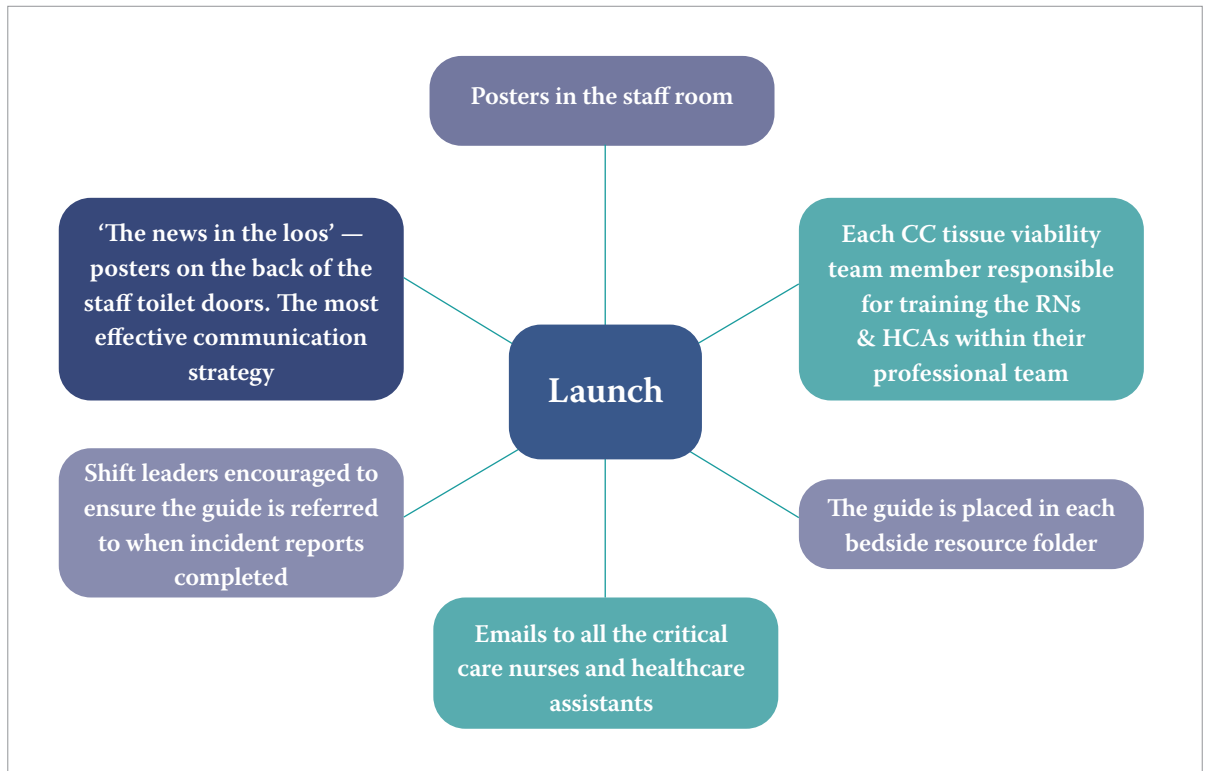 Posters in the staff room
‘The news in the loos’ —
posters on the back of the
staff toilet doors. The most
effective communication
strategy
Each CC tissue viability
team member responsible
for training the RNs
& HCAs within their
professional team
Launch
Shift leaders encouraged to
ensure the guide is referred
to when incident reports
completed
The guide is placed in each
bedside resource folder
Emails to all the critical
care nurses and healthcare
assistants